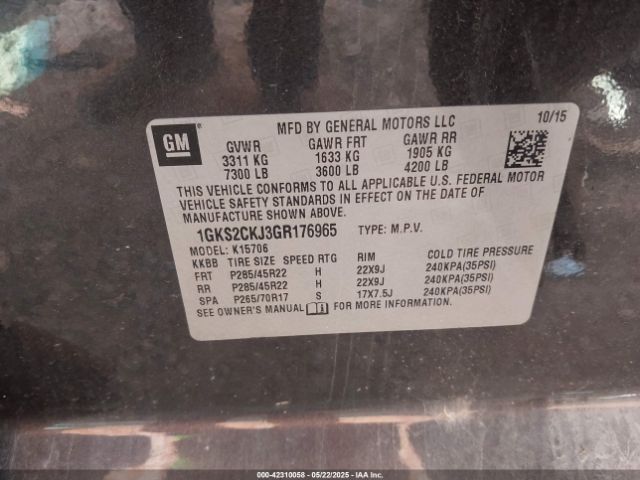 MFD BY GENERAL MOTORS LLC 10/15
GM ®
GVWR GAWR FRT GAWR RR
3311 KG 1633 KG 1905 KG
7300 LB 3600 LB 4200 LB
THIS VEHICLE CONFORMS TO ALL APPLICABLE U.S. FEDERAL MOTOR
VEHICLE SAFETY STANDARDS IN EFFECT ON THE DATE OF
MANUFACTURE SHOWN ABOVE.
1GKS2CKJ3GR176965 TYPE: M.P.V.
MODEL: K15706
KKBB TIRE SIZE SPEED RTG RIM COLD TIRE PRESSURE
FRT P285/45R22 H 22X9J 240KPA(35PSI)
RR P285/45R22 H 22X9J 240KPA(35PSI)
SPA P265/70R17 S 17X7.5J 240KPA(35PSI)
SEE OWNER'S MANUAL FOR MORE INFORMATION
000-42310058 - 05/22/2025 - IAA Inc.